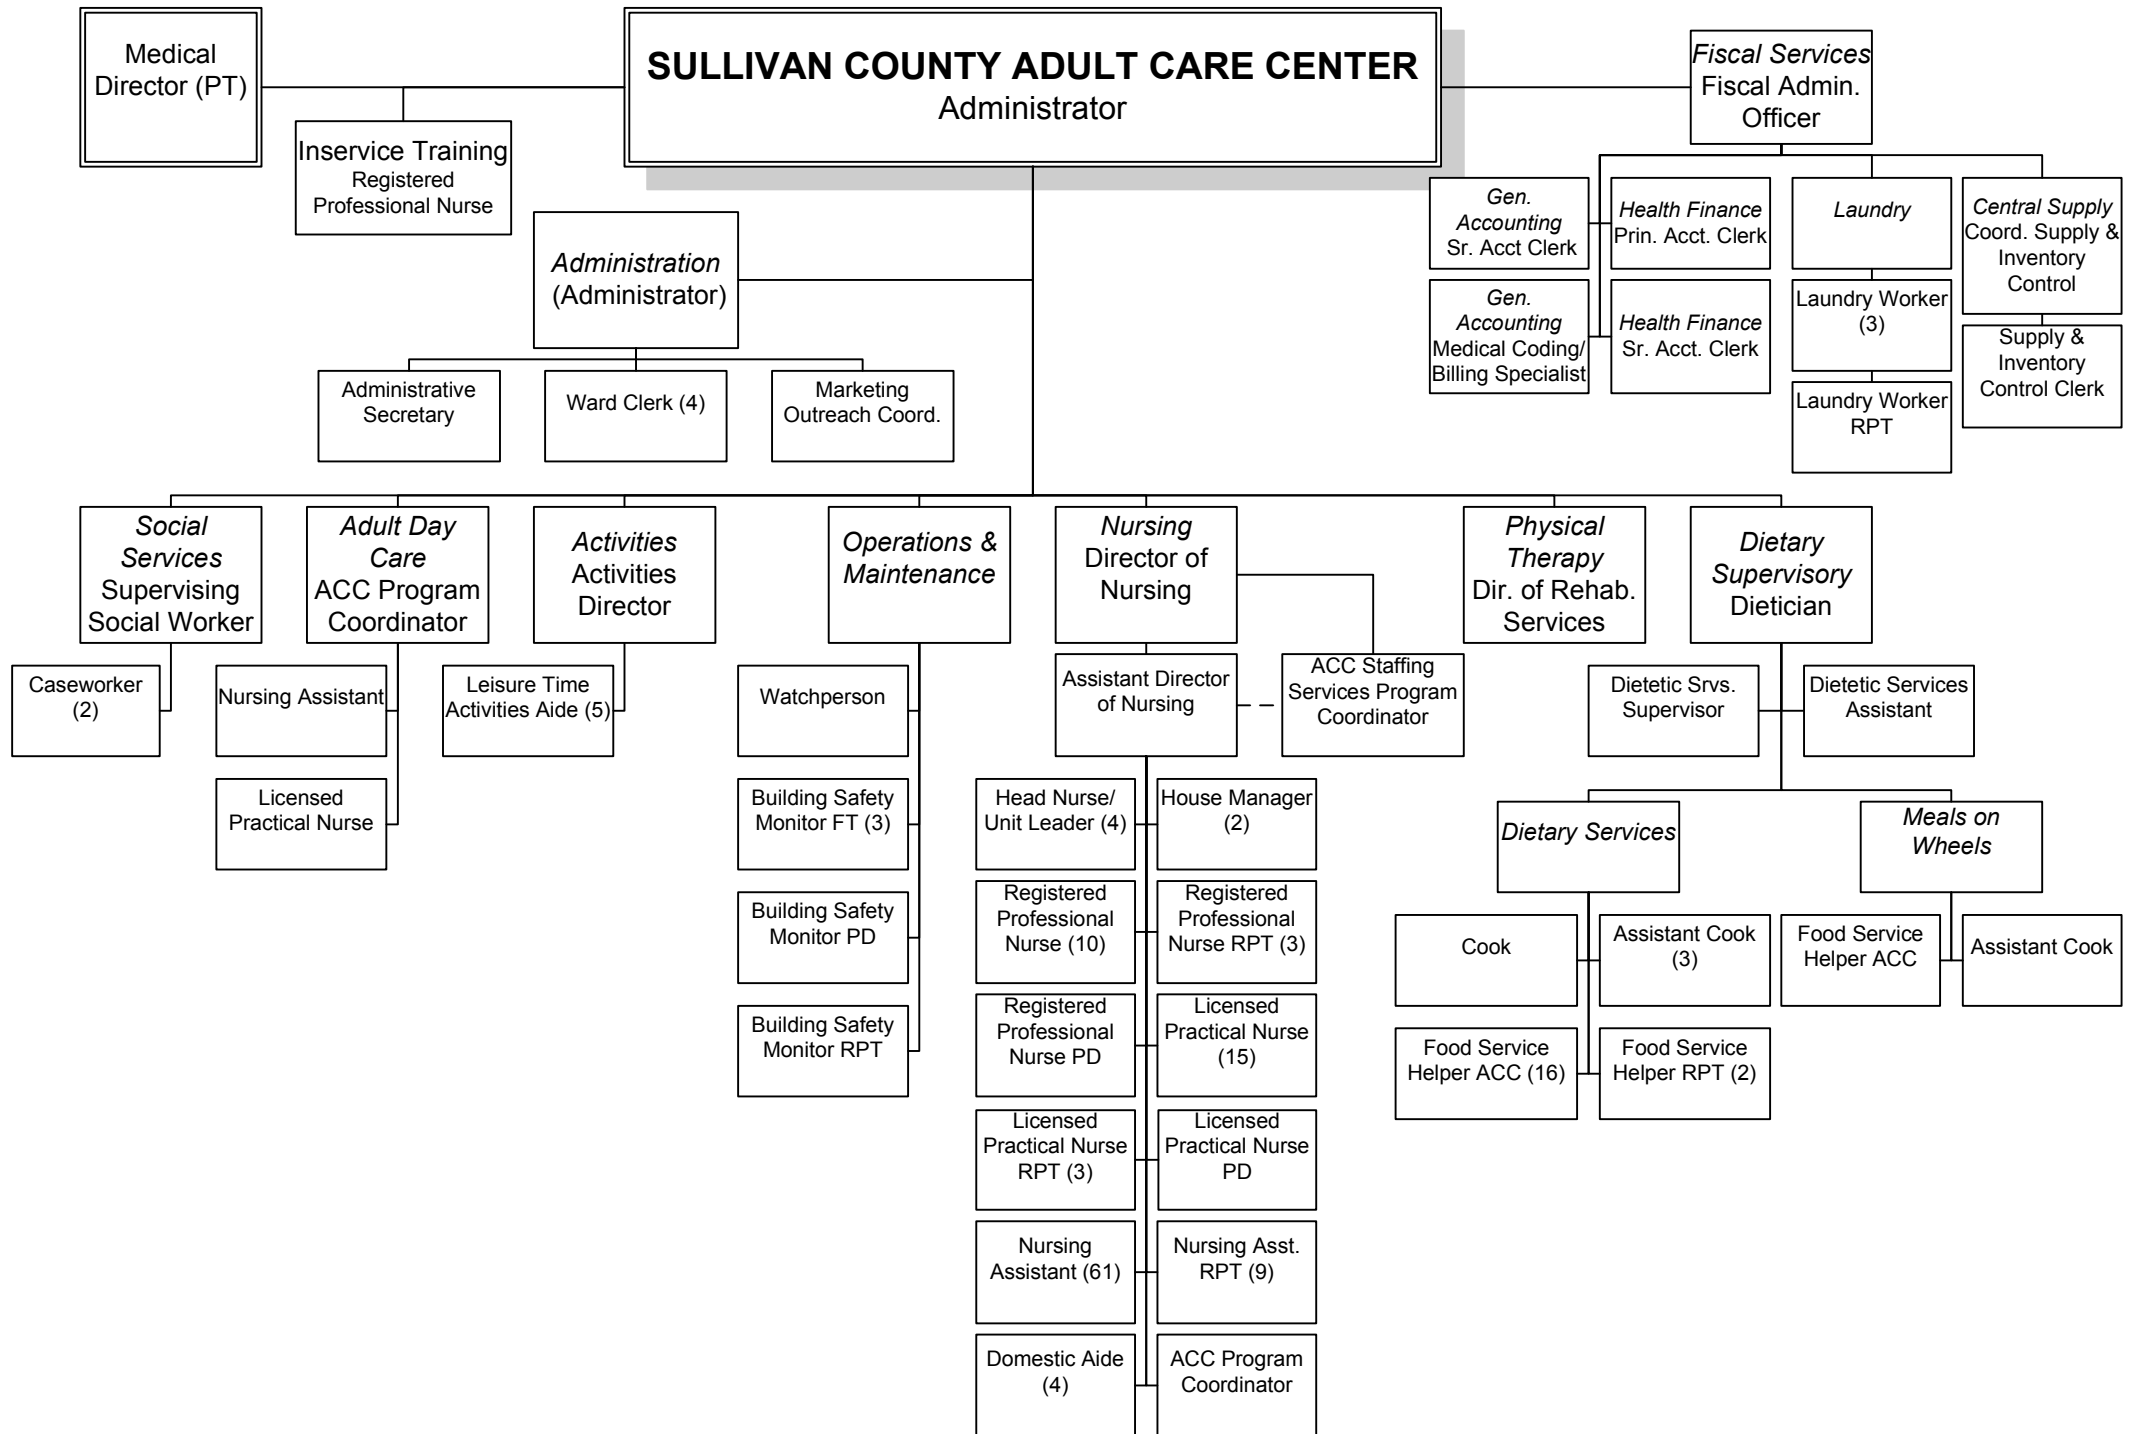 Medical
Director (PT)
SULLIVAN COUNTY ADULT CARE CENTER
Administrator
Fiscal Services
Fiscal Admin.
Officer
Inservice Training
Registered
Professional Nurse
Administration
(Administrator)
Administrative
Secretary
Ward Clerk (4)
Marketing
Outreach Coord.
Gen.
Accounting
Sr. Acct Clerk
Health Finance
Prin. Acct. Clerk
Laundry
Central Supply
Coord. Supply &
Inventory
Control
Gen.
Accounting
Medical Coding/
Billing Specialist
Health Finance
Sr. Acct. Clerk
Laundry Worker
(3)
Supply &
Inventory
Control Clerk
Laundry Worker
RPT
Social
Services
Supervising
Social Worker
Adult Day
Care
ACC Program
Coordinator
Activities
Activities
Director
Operations &
Maintenance
Nursing
Director of
Nursing
Physical
Therapy
Dir. of Rehab.
Services
Dietary
Supervisory
Dietician
Caseworker
(2)
Nursing Assistant
Licensed
Practical Nurse
Leisure Time
Activities Aide (5)
Watchperson
Building Safety
Monitor FT (3)
Building Safety
Monitor PD
Building Safety
Monitor RPT
Assistant Director
of Nursing
ACC Staffing
Services Program
Coordinator
Head Nurse/
Unit Leader (4)
House Manager
(2)
Registered
Professional
Nurse (10)
Registered
Professional
Nurse RPT (3)
Registered
Professional
Nurse PD
Licensed
Practical Nurse
(15)
Licensed
Practical Nurse
RPT (3)
Licensed
Practical Nurse
PD
Nursing
Assistant (61)
Nursing Asst.
RPT (9)
Domestic Aide
(4)
ACC Program
Coordinator
Dietetic Srvs.
Supervisor
Dietetic Services
Assistant
Dietary Services
Meals on
Wheels
Cook
Assistant Cook
(3)
Food Service
Helper ACC
Assistant Cook
Food Service
Helper ACC (16)
Food Service
Helper RPT (2)